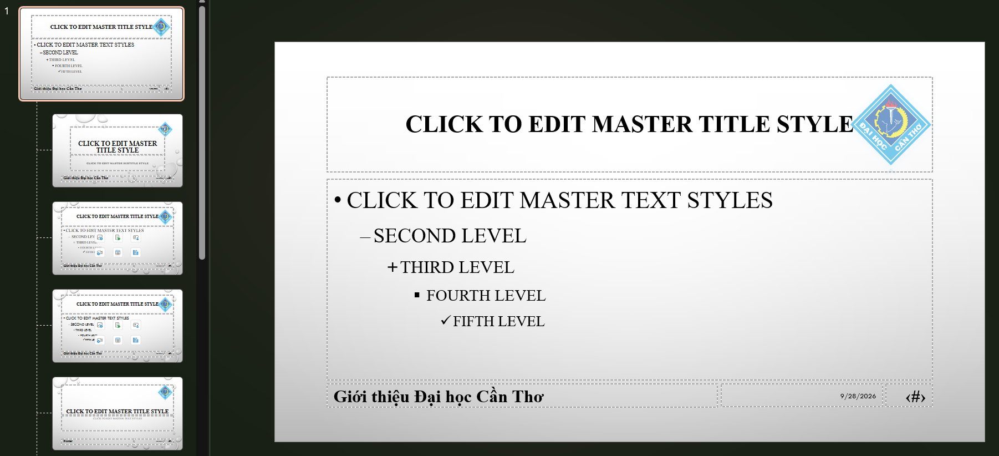 1
CLICK TO EDIT MASTER TITLE STYLE
• CLICK TO EDIT MASTER TEXT STYLES
– SECOND LEVEL
+ THIRD LEVEL
▪ FOURTH LEVEL
✓ FIFTH LEVEL
Giới thiệu Đại học Cần Thơ
CLICK TO EDIT MASTER
TITLE STYLE
CLICK TO EDIT MASTER SUBTITLE STYLE
Giới thiệu Đại học Cần Thơ
CLICK TO EDIT MASTER TITLE STYLE
• CLICK TO EDIT MASTER TEXT STYLES
– SECOND LEV
+ THIRD LEVEL
Giới thiệu Đại học Cần Thơ
CLICK TO EDIT MASTER TITLE STYLE
• CLICK TO EDIT MASTER TEXT STYLES
– SECOND LEVEL
+ THIRD LEVEL
Giới thiệu Đại học Cần Thơ
CLICK TO EDIT MASTER TITLE STYLE
CLICK TO EDIT MASTER TEXT STYLES
Footer
CLICK TO EDIT MASTER TITLE STYLE
ĐẠI HỌC CẦN THƠ
• CLICK TO EDIT MASTER TEXT STYLES
– SECOND LEVEL
+ THIRD LEVEL
▪ FOURTH LEVEL
✓ FIFTH LEVEL
Giới thiệu Đại học Cần Thơ
9/28/2026
‹#›